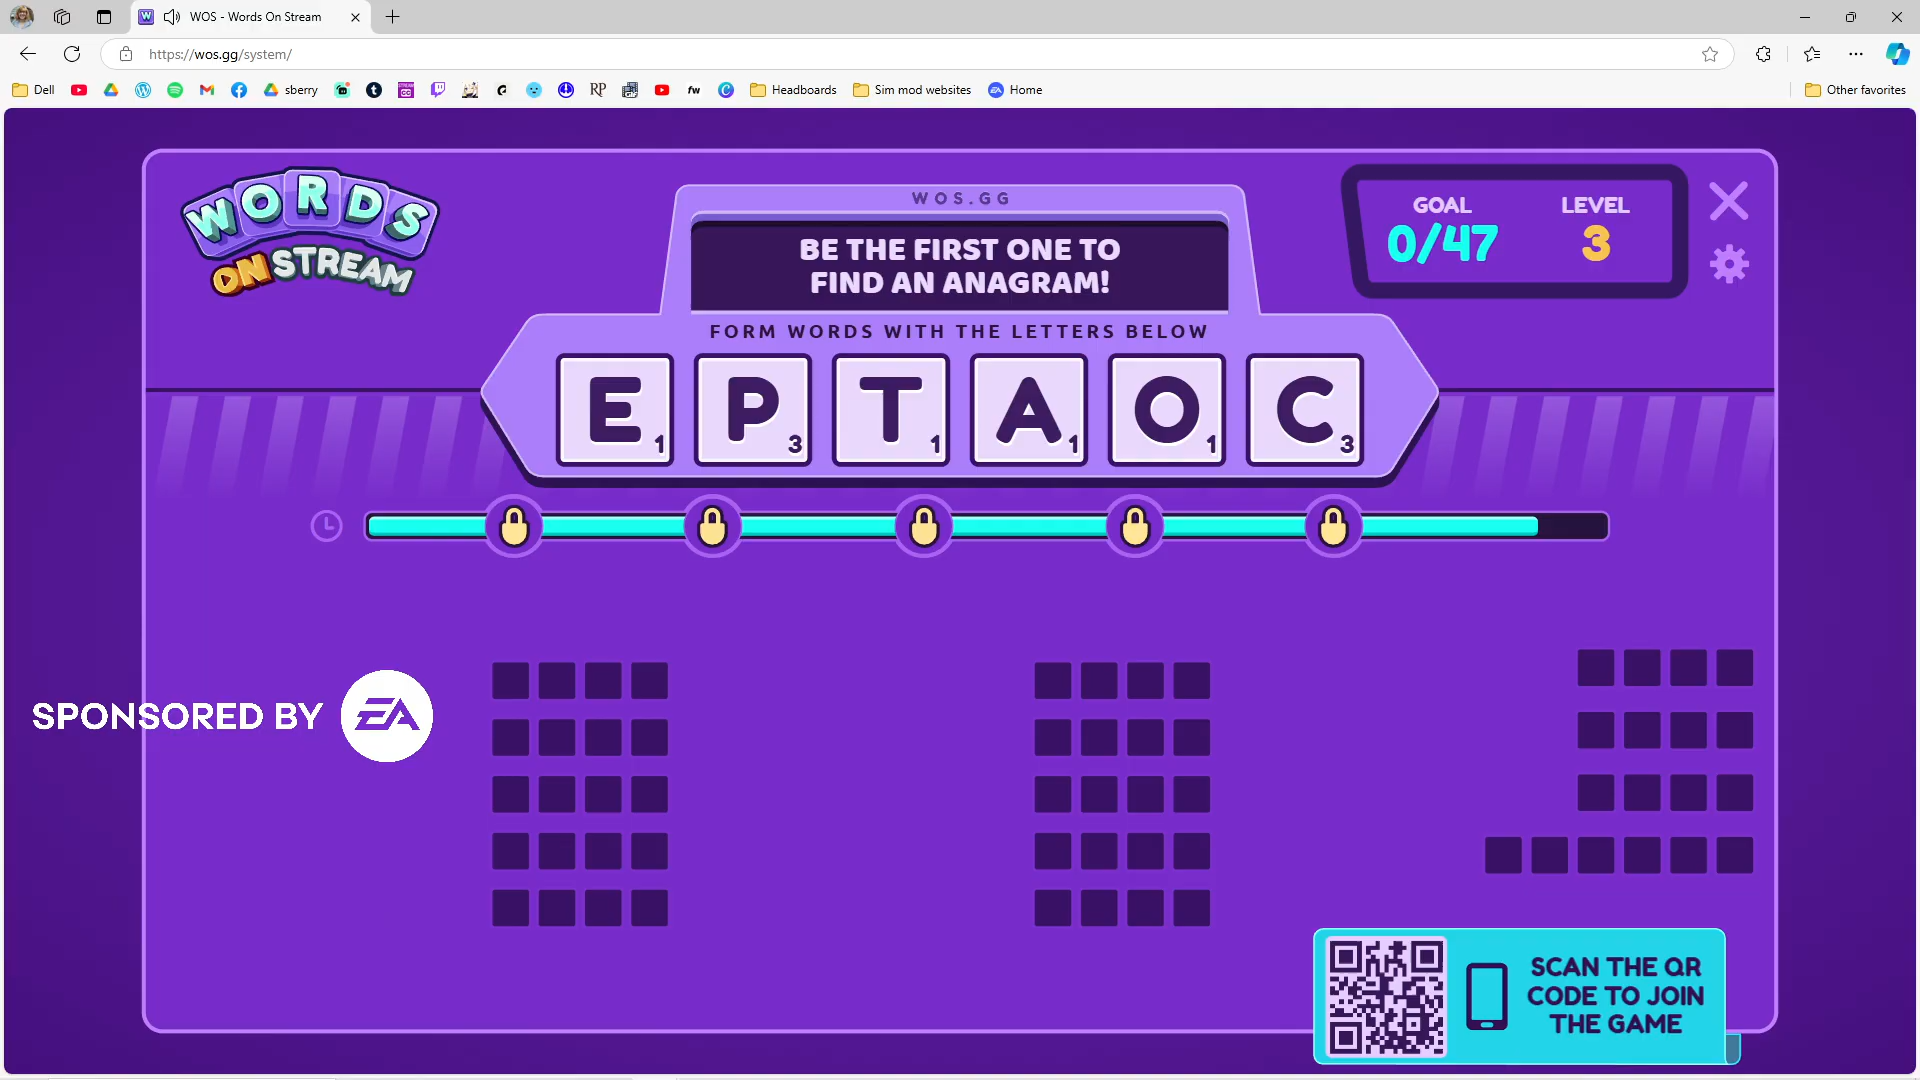 WOS - Words On Stream
https://wos.gg/system/
Dell
sberry
RP
fw
Headboards
Sim mod websites
Home
Other favorites
WORDS
ON STREAM
WOS.GG
BE THE FIRST ONE TO
FIND AN ANAGRAM!
GOAL
0/47
LEVEL
3
FORM WORDS WITH THE LETTERS BELOW
E 1 P 3 T 1 A 1 O 1 C 3
SPONSORED BY EA
SCAN THE QR
CODE TO JOIN
THE GAME